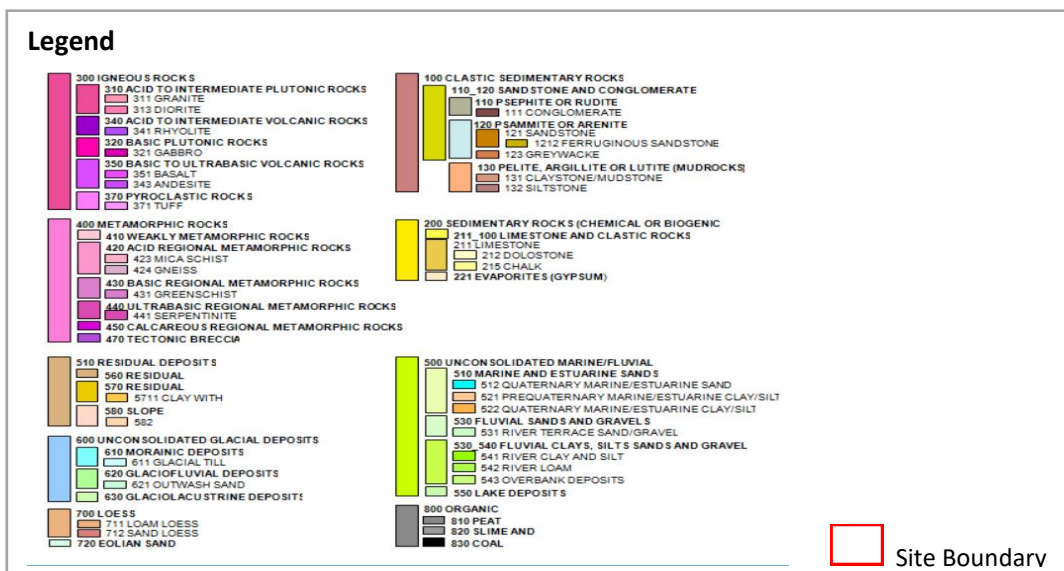 Legend
300 IGNEOUS ROCKS
310 ACID TO INTERMEDIATE PLUTONIC ROCKS
311 GRANITE
313 DIORITE
340 ACID TO INTERMEDIATE VOLCANIC ROCKS
341 RHYOLITE
320 BASIC PLUTONIC ROCKS
321 GABBRO
350 BASIC TO ULTRABASIC VOLCANIC ROCKS
351 BASALT
343 ANDESITE
370 PYROCLASTIC ROCKS
371 TUFF
400 METAMORPHIC ROCKS
410 WEAKLY METAMORPHIC ROCKS
420 ACID REGIONAL METAMORPHIC ROCKS
423 MICA SCHIST
424 GNEISS
430 BASIC REGIONAL METAMORPHIC ROCKS
431 GREENSCHIST
440 ULTRABASIC REGIONAL METAMORPHIC ROCKS
441 SERPENTINITE
450 CALCAREOUS REGIONAL METAMORPHIC ROCKS
470 TECTONIC BRECCIA
510 RESIDUAL DEPOSITS
560 RESIDUAL
570 RESIDUAL
5711 CLAY WITH
580 SLOPE
582
600 UNCONSOLIDATED GLACIAL DEPOSITS
610 MORAINIC DEPOSITS
611 GLACIAL TILL
620 GLACIOFLUVIAL DEPOSITS
621 OUTWASH SAND
630 GLACIOLACUSTRINE DEPOSITS
700 LOESS
711 LOAM LOESS
712 SAND LOESS
720 EOLIAN SAND
100 CLASTIC SEDIMENTARY ROCKS
110_120 SANDSTONE AND CONGLOMERATE
110 PSEPHITE OR RUDITE
111 CONGLOMERATE
120 PSAMMITE OR ARENITE
121 SANDSTONE
1212 FERRUGINOUS SANDSTONE
123 GREYWACKE
130 PELITE, ARGILLITE OR LUTITE (MUDROCKS)
131 CLAYSTONE/MUDSTONE
132 SILTSTONE
200 SEDIMENTARY ROCKS (CHEMICAL OR BIOGENIC
211_100 LIMESTONE AND CLASTIC ROCKS
211 LIMESTONE
212 DOLOSTONE
215 CHALK
221 EVAPORITES (GYPSUM)
500 UNCONSOLIDATED MARINE/FLUVIAL
510 MARINE AND ESTUARINE SANDS
512 QUATERNARY MARINE/ESTUARINE SAND
521 PREQUATERNARY MARINE/ESTUARINE CLAY/SILT
522 QUATERNARY MARINE/ESTUARINE CLAY/SILT
530 FLUVIAL SANDS AND GRAVELS
531 RIVER TERRACE SAND/GRAVEL
530_540 FLUVIAL CLAYS, SILTS SANDS AND GRAVEL
541 RIVER CLAY AND SILT
542 RIVER LOAM
543 OVERBANK DEPOSITS
550 LAKE DEPOSITS
800 ORGANIC
810 PEAT
820 SLIME AND
830 COAL
Site Boundary